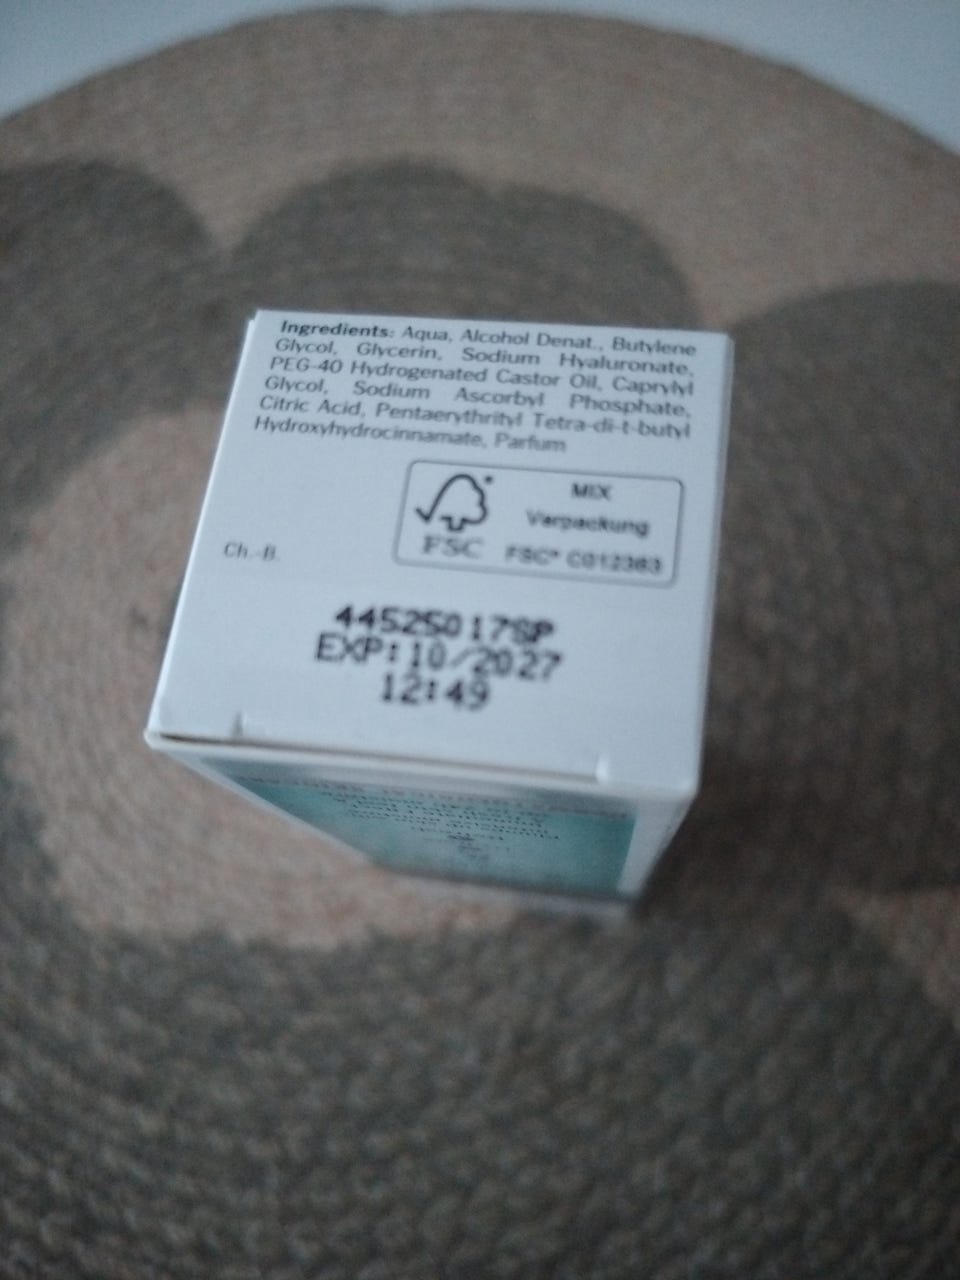 Ingredients: Aqua, Alcohol Denat., Butylene
Glycol, Glycerin, Sodium Hyaluronate,
PEG-40 Hydrogenated Castor Oil, Caprylyl
Glycol, Sodium Ascorbyl Phosphate,
Citric Acid, Pentaerythrityl Tetra-di-t-butyl
Hydroxyhydrocinnamate, Parfum
MIX
Verpackung
FSC
FSC® C012363
Ch.-B.
44525017SP
EXP:10/2027
12:49